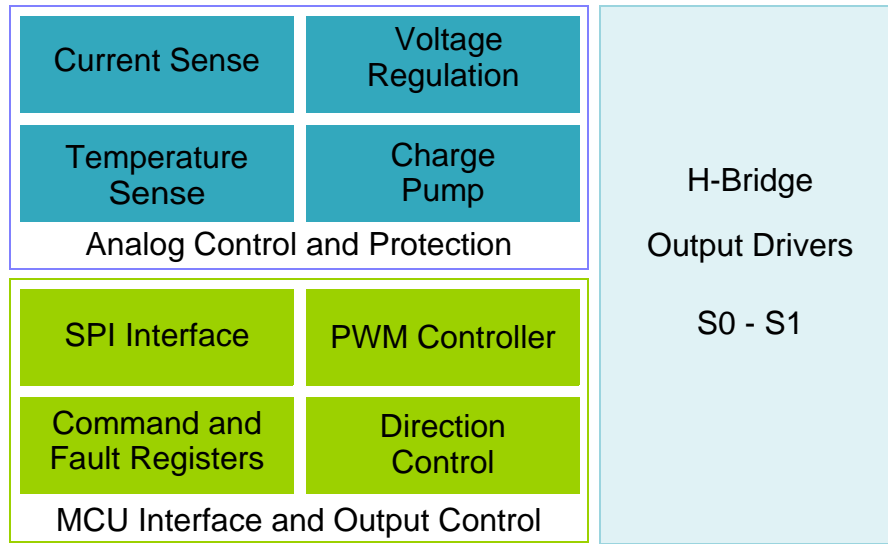 Current Sense
Voltage
Regulation
Temperature
Sense
Charge
Pump
Analog Control and Protection
SPI Interface
PWM Controller
Command and
Fault Registers
Direction
Control
MCU Interface and Output Control
H-Bridge
Output Drivers
S0 - S1